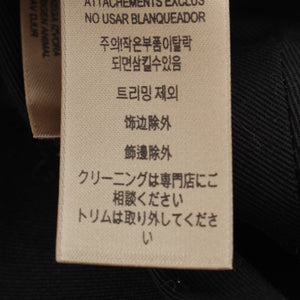 ATTACHEMENTS EXCLUS
NO USAR BLANQUEADOR
주의!작은부품이탈락
되면삼킬수있음
트리밍 제외
饰边除外
飾邊除外
クリーニングは専門店にご
相談ください
トリムは取り外してくださ
い